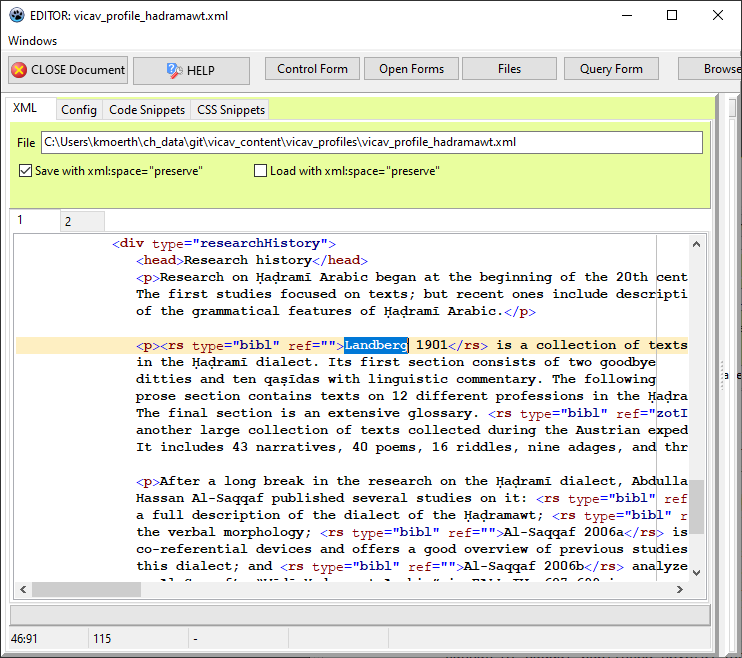 EDITOR: vicav_profile_hadramawt.xml
Windows
CLOSE Document HELP Control Form Open Forms Files Query Form Browse
XML Config Code Snippets CSS Snippets
File C:\Users\kmoerth\ch_data\git\vicav_content\vicav_profiles\vicav_profile_hadramawt.xml
Save with xml:space="preserve" Load with xml:space="preserve"
1 2
<div type="researchHistory">
<head>Research history</head>
<p>Research on Ḥaḍramī Arabic began at the beginning of the 20th cent
The first studies focused on texts; but recent ones include descripti
of the grammatical features of Ḥaḍramī Arabic.</p>
<p><rs type="bibl" ref="">Landberg 1901</rs> is a collection of texts
in the Ḥaḍramī dialect. Its first section consists of two goodbye
ditties and ten qaṣīdas with linguistic commentary. The following
prose section contains texts on 12 different professions in the Ḥaḍra
The final section is an extensive glossary. <rs type="bibl" ref="zotI
another large collection of texts collected during the Austrian exped
It includes 43 narratives, 40 poems, 16 riddles, nine adages, and thr
<p>After a long break in the research on the Ḥaḍramī dialect, Abdulla
Hassan Al-Saqqaf published several studies on it: <rs type="bibl" ref
a full description of the dialect of the Ḥaḍramawt; <rs type="bibl" r
the verbal morphology; <rs type="bibl" ref="">Al-Saqqaf 2006a</rs> is
co-referential devices and offers a good overview of previous studies
this dialect; and <rs type="bibl" ref="">Al-Saqqaf 2006b</rs> analyze
46:91 115 -